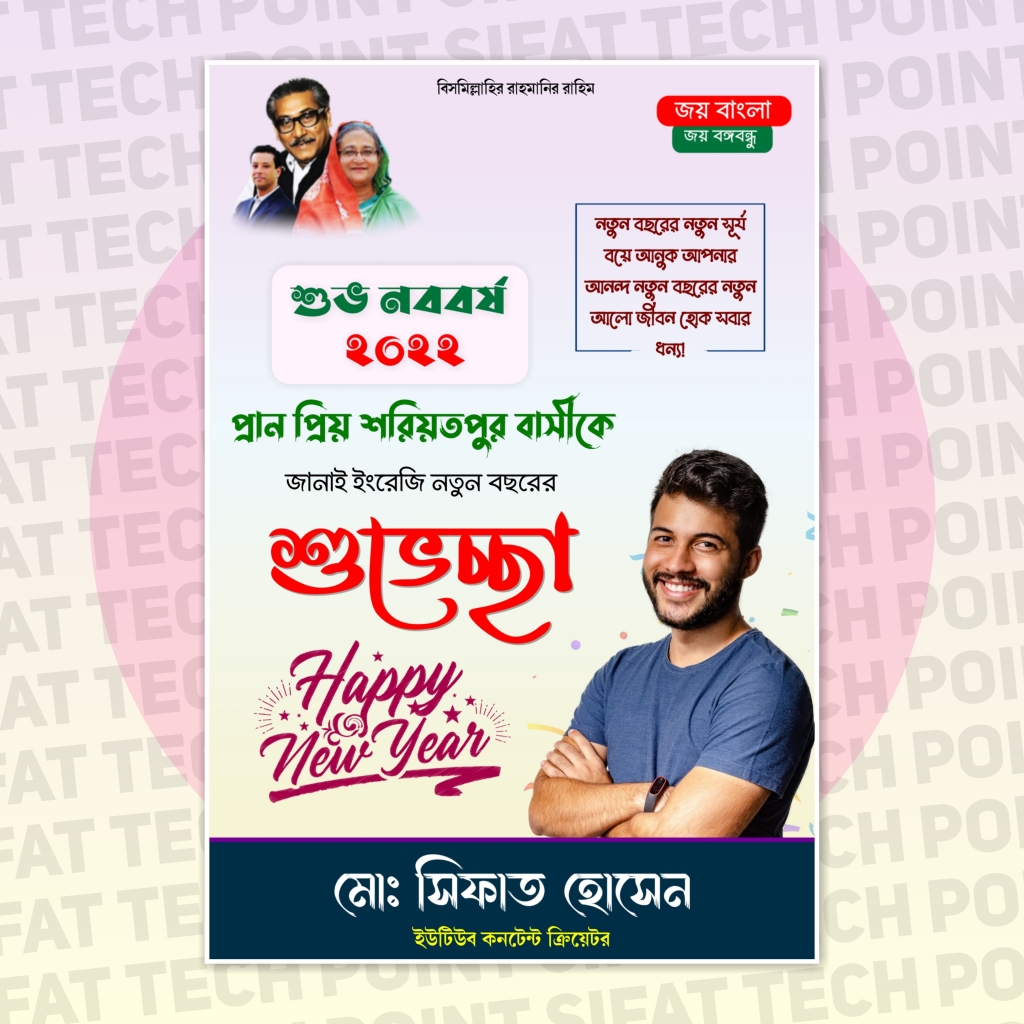 বিসমিল্লাহির রাহমানির রাহিম
জয় বাংলা
জয় বঙ্গবন্ধু
নতুন বছরের নতুন সূর্য
বয়ে আনুক আপনার
আনন্দ নতুন বছরের নতুন
আলো জীবন হোক সবার
ধন্য!
শুভ নববর্ষ
২০২২
প্রান প্রিয় শরিয়তপুর বাসীকে
জানাই ইংরেজি নতুন বছরের
শুভেচ্ছা
Happy
New Year
মোঃ সিফাত হোসেন
ইউটিউব কনটেন্ট ক্রিয়েটর
SIFAT TECH POINT